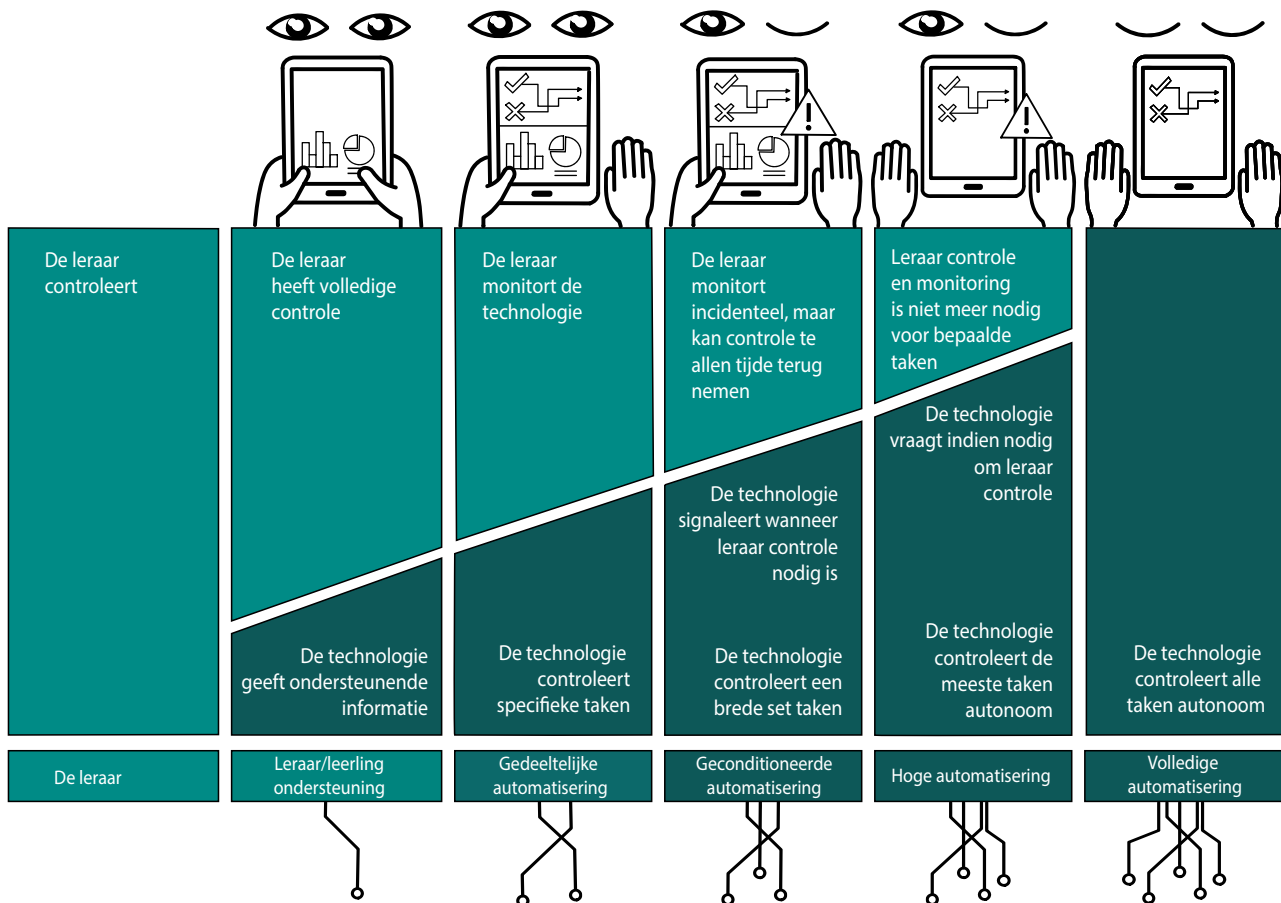 De leraar
controleert
De leraar
heeft volledige
controle
De technologie
geeft ondersteunende
informatie
De leraar
monitort de
technologie
De technologie
controleert
specifieke taken
De leraar
monitort
incidenteel, maar
kan controle te
allen tijde terug
nemen
De technologie
signaleert wanneer
leraar controle
nodig is
De technologie
controleert een
brede set taken
Leraar controle
en monitoring
is niet meer nodig
voor bepaalde
taken
De technologie
vraagt indien nodig
om leraar
controle
De technologie
controleert de
meeste taken
autonoom
De technologie
controleert alle
taken autonoom
De leraar
Leraar/leerling
ondersteuning
Gedeeltelijke
automatisering
Geconditioneerde
automatisering
Hoge automatisering
Volledige
automatisering